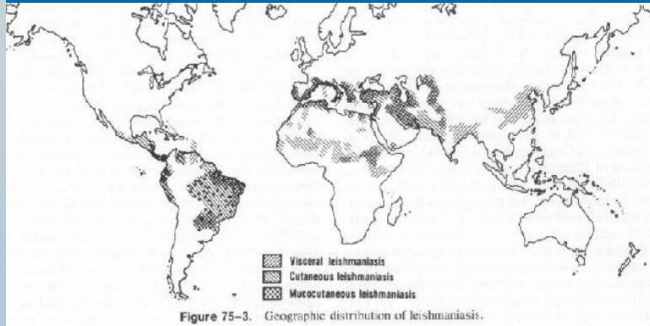 Visceral leishmaniasis
Cutaneous leishmaniasis
Mucocutaneous leishmaniasis
Figure 75-3. Geographic distribution of leishmaniasis.